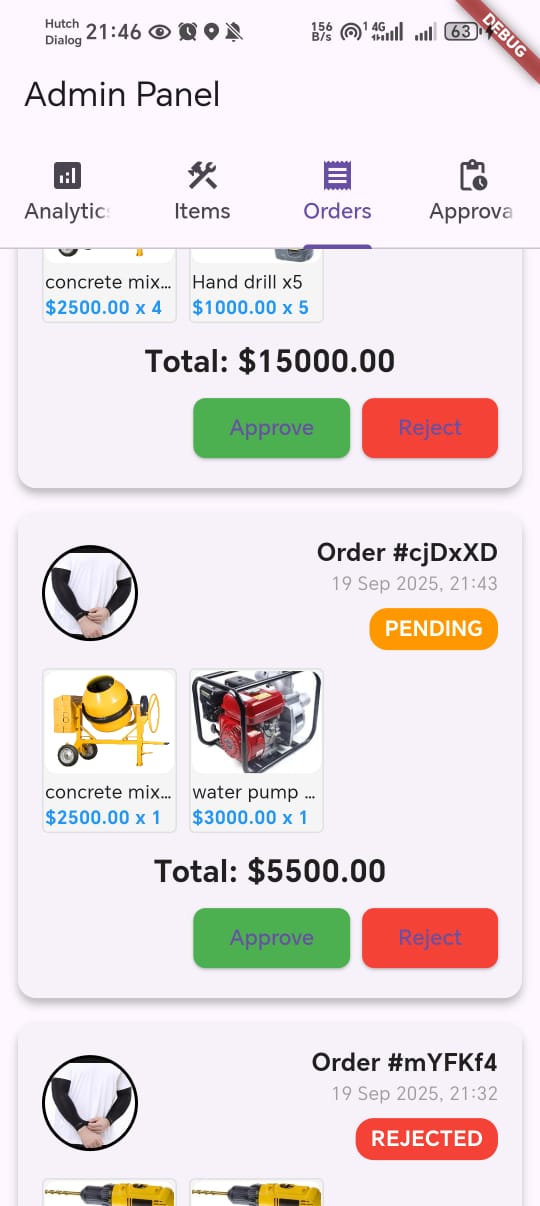 Hutch
Dialog
21:46
156
B/s
1
4G
63
DEBUG
Admin Panel
Analytic
Items
Orders
Approva
concrete mix...
Hand drill x5
$2500.00 x 4
$1000.00 x 5
Total: $15000.00
Approve
Reject
Order #cjDxXD
19 Sep 2025, 21:43
PENDING
concrete mix...
water pump ...
$2500.00 x 1
$3000.00 x 1
Total: $5500.00
Approve
Reject
Order #mYFKf4
19 Sep 2025, 21:32
REJECTED